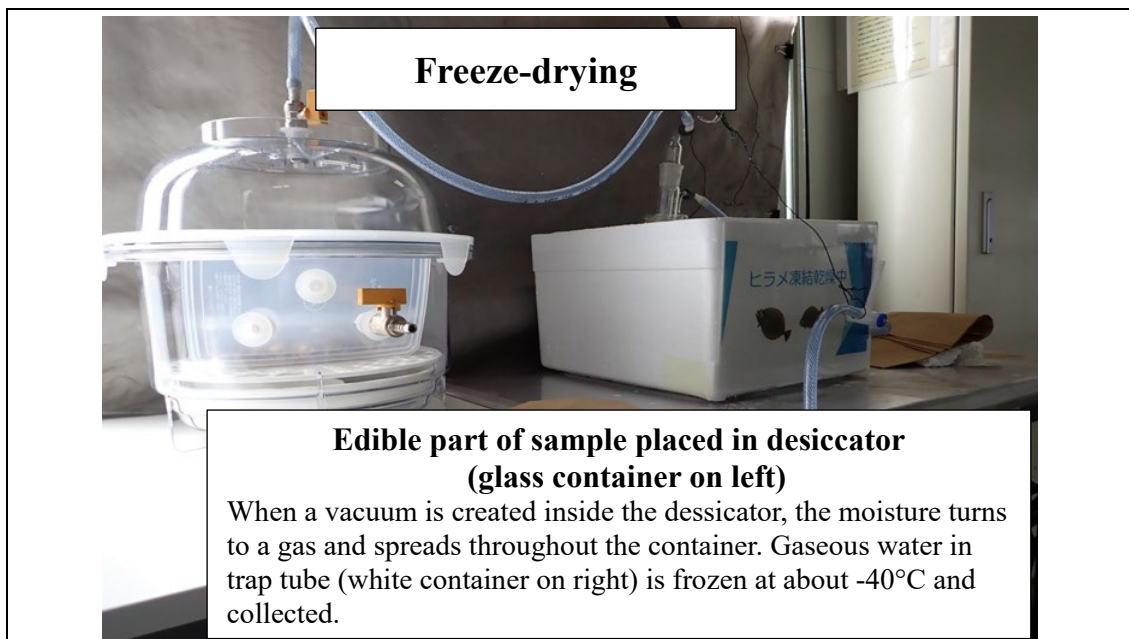 Freeze-drying
ヒラメ凍結乾燥中
Edible part of sample placed in desiccator
(glass container on left)
When a vacuum is created inside the dessicator, the moisture turns
to a gas and spreads throughout the container. Gaseous water in
trap tube (white container on right) is frozen at about -40°C and
collected.